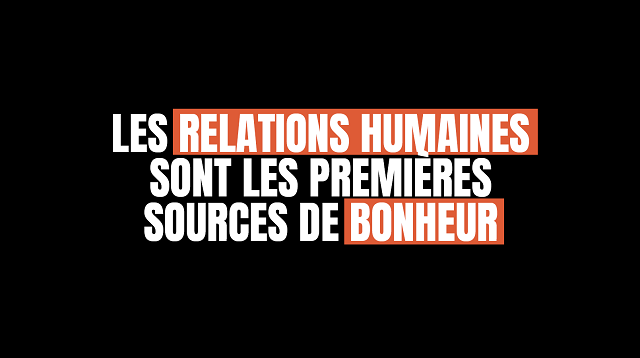 LES RELATIONS HUMAINES
SONT LES PREMIÈRES
SOURCES DE BONHEUR